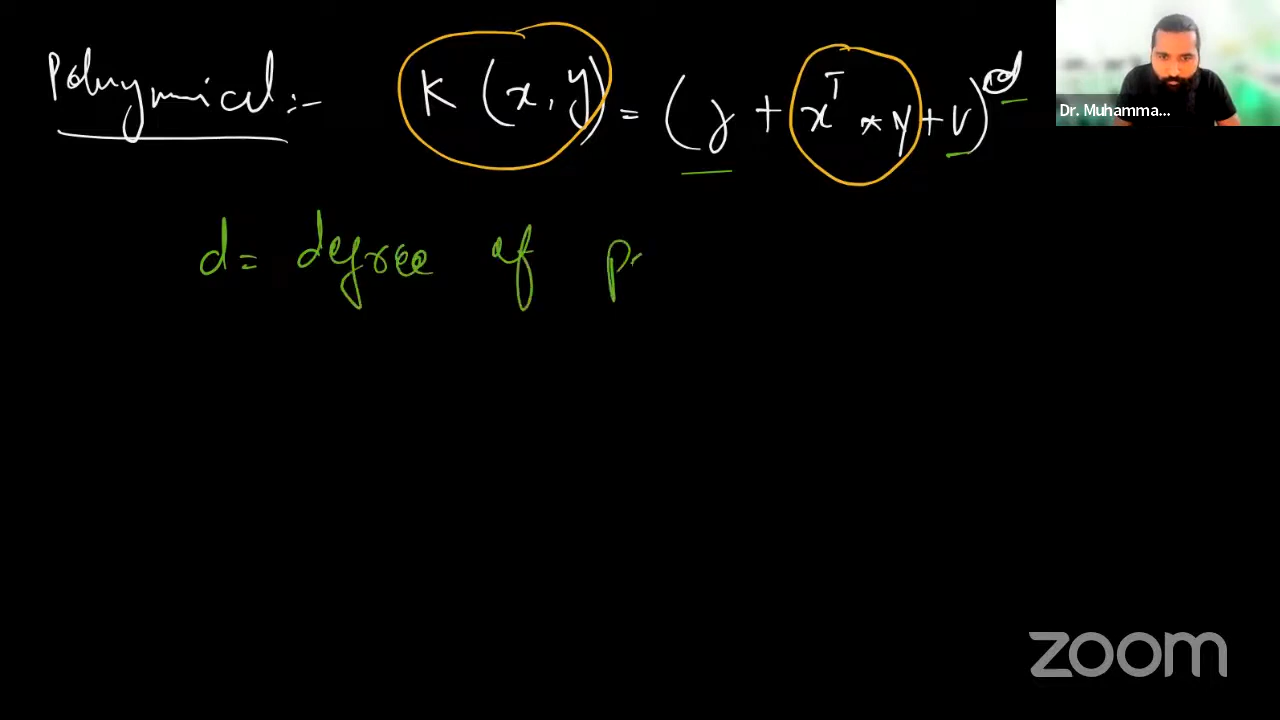 Polynomial :- K (x, y) = (γ + xᵀ * y + r)ᵈ
d = degree of p
Dr. Muhamma...
zoom